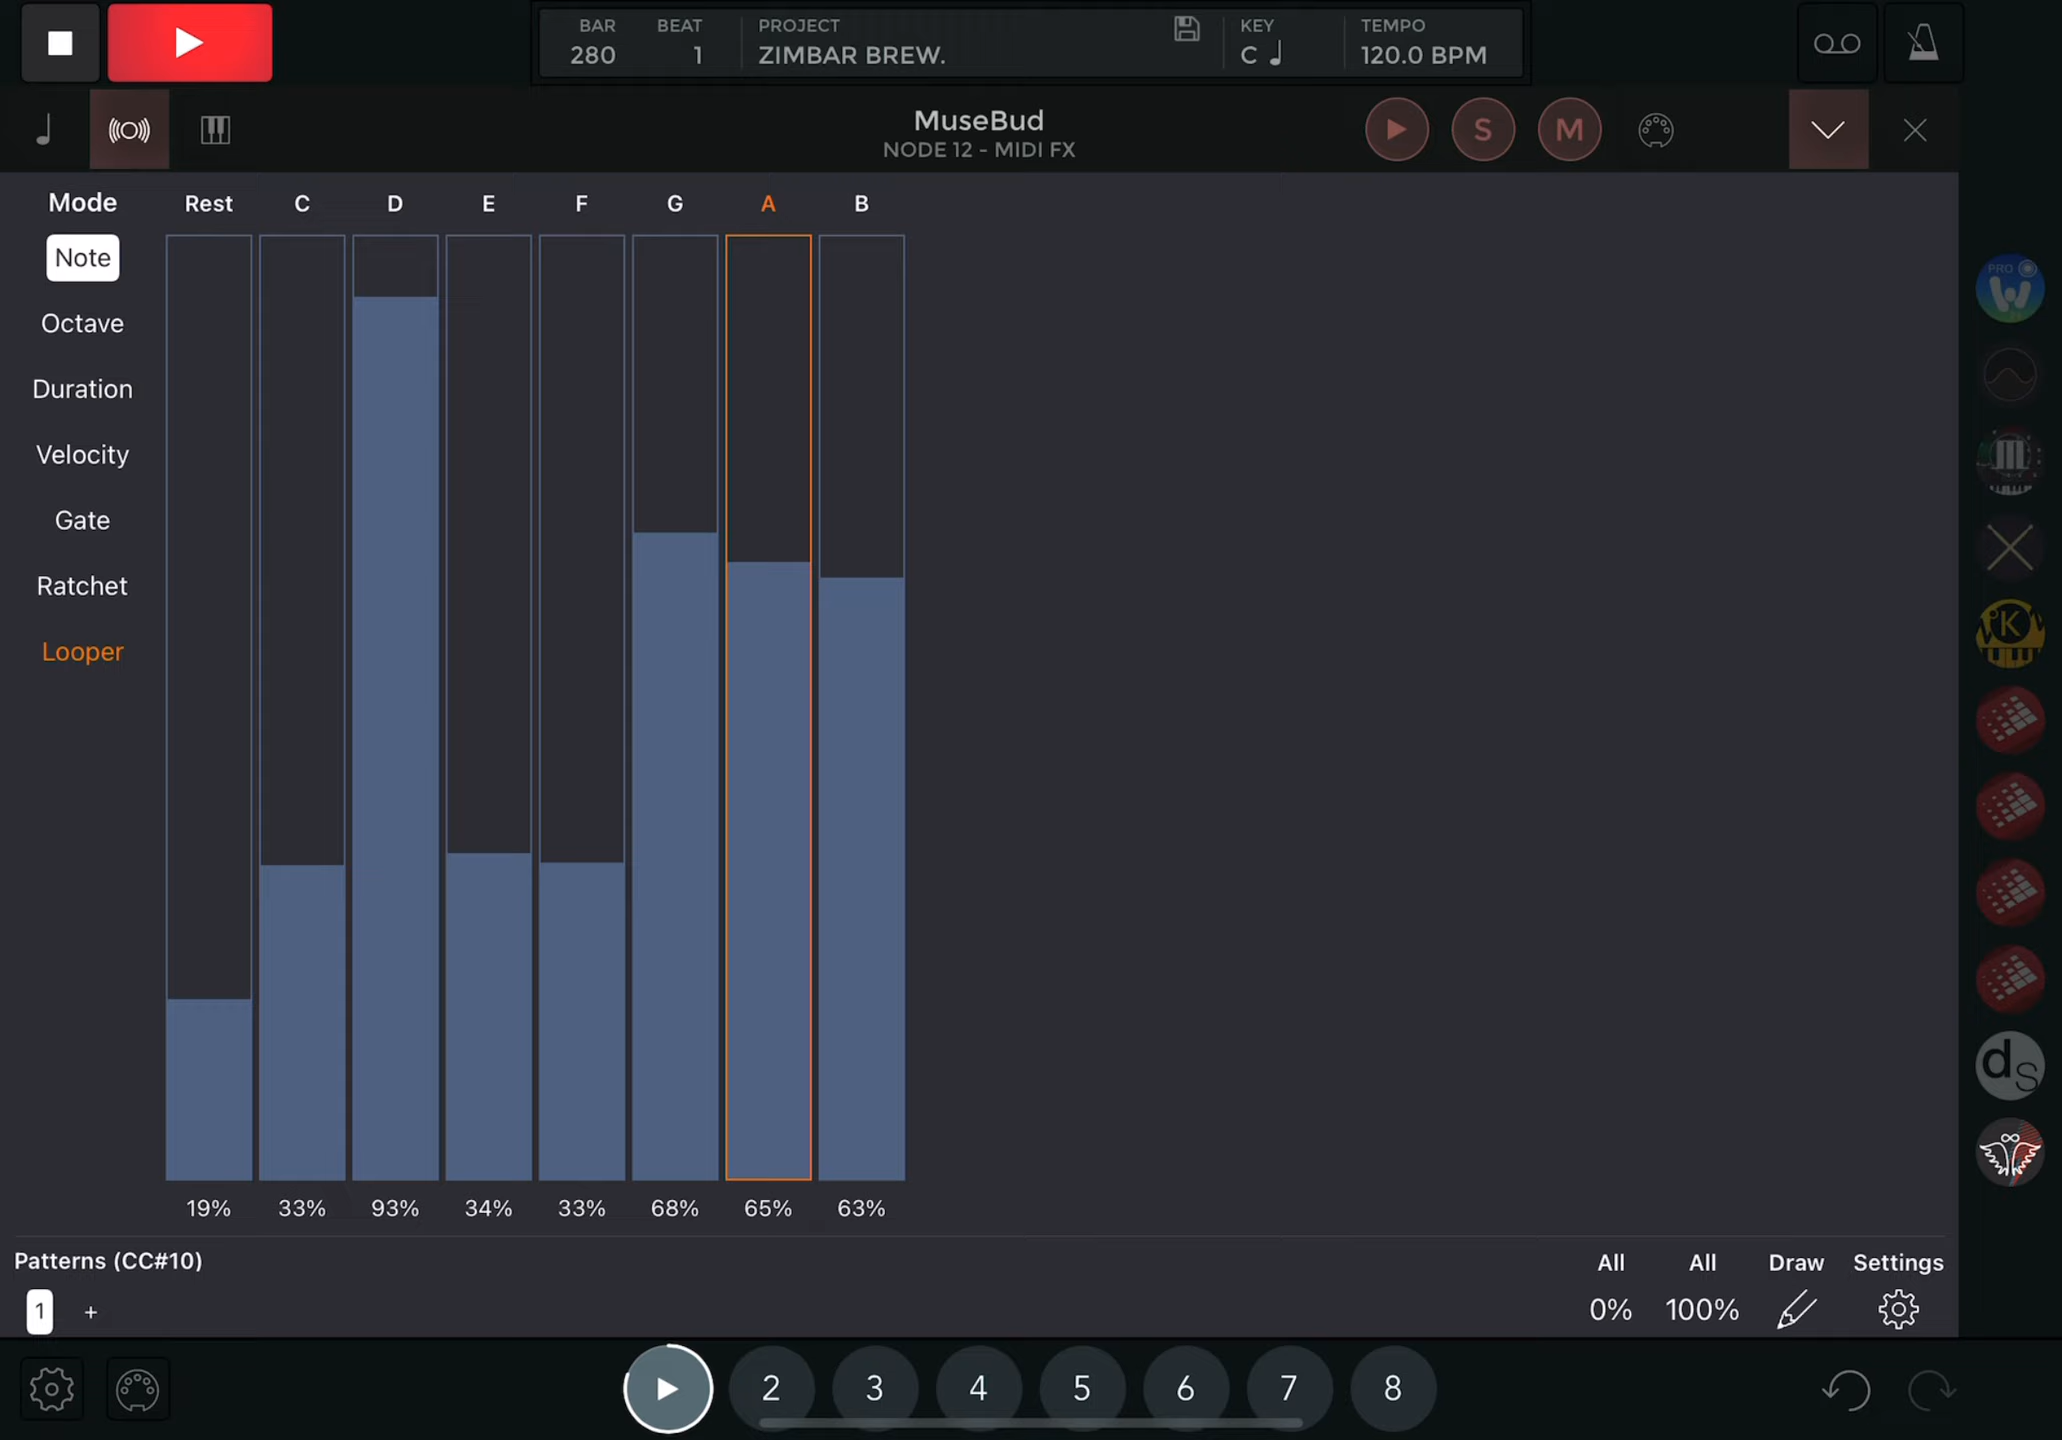 BAR BEAT PROJECT KEY TEMPO
280 1 ZIMBAR BREW. C 120.0 BPM
MuseBud
NODE 12 - MIDI FX
S M
Mode Rest C D E F G A B
Note
Octave
Duration
Velocity
Gate
Ratchet
Looper
19% 33% 93% 34% 33% 68% 65% 63%
Patterns (CC#10) All All Draw Settings
1 + 0% 100%
2 3 4 5 6 7 8
PRO
K
ds